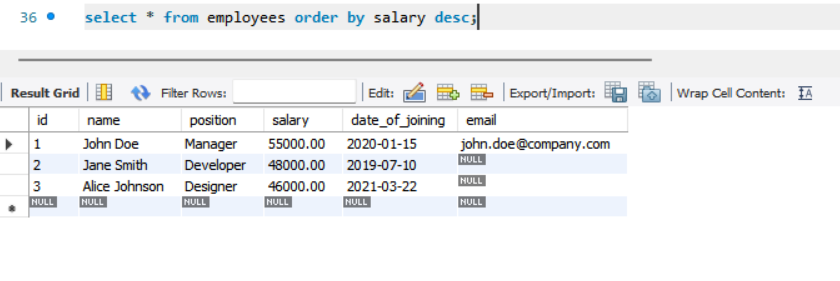 36 select * from employees order by salary desc;
Result Grid Filter Rows: Edit: Export/Import: Wrap Cell Content: IA
id name position salary date_of_joining email
1 John Doe Manager 55000.00 2020-01-15 john.doe@company.com
2 Jane Smith Developer 48000.00 2019-07-10 NULL
3 Alice Johnson Designer 46000.00 2021-03-22 NULL
NULL NULL NULL NULL NULL NULL